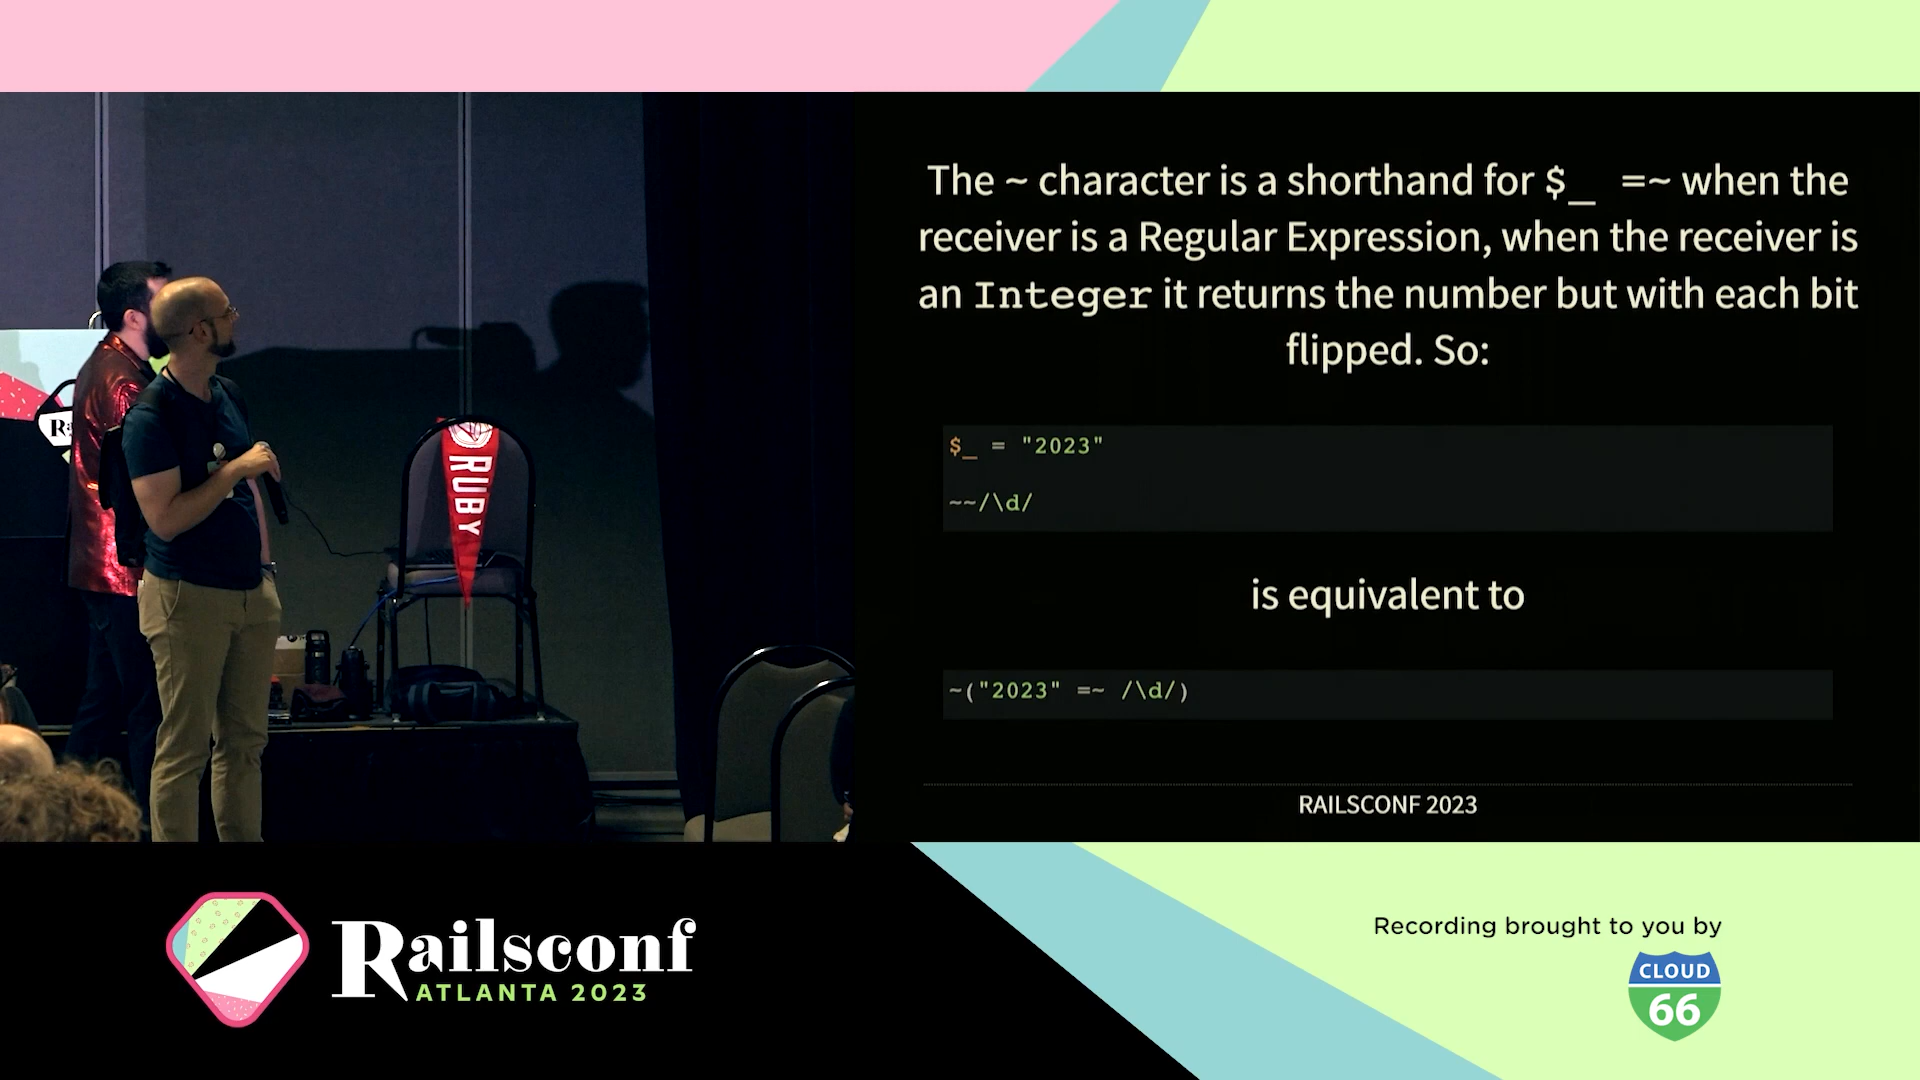 The ~ character is a shorthand for $_ =~ when the
receiver is a Regular Expression, when the receiver is
an Integer it returns the number but with each bit
flipped. So:
$_ = "2023"
~~/\d/
is equivalent to
~("2023" =~ /\d/)
RAILSCONF 2023
RUBY
Railsconf
ATLANTA 2023
Recording brought to you by
CLOUD
66